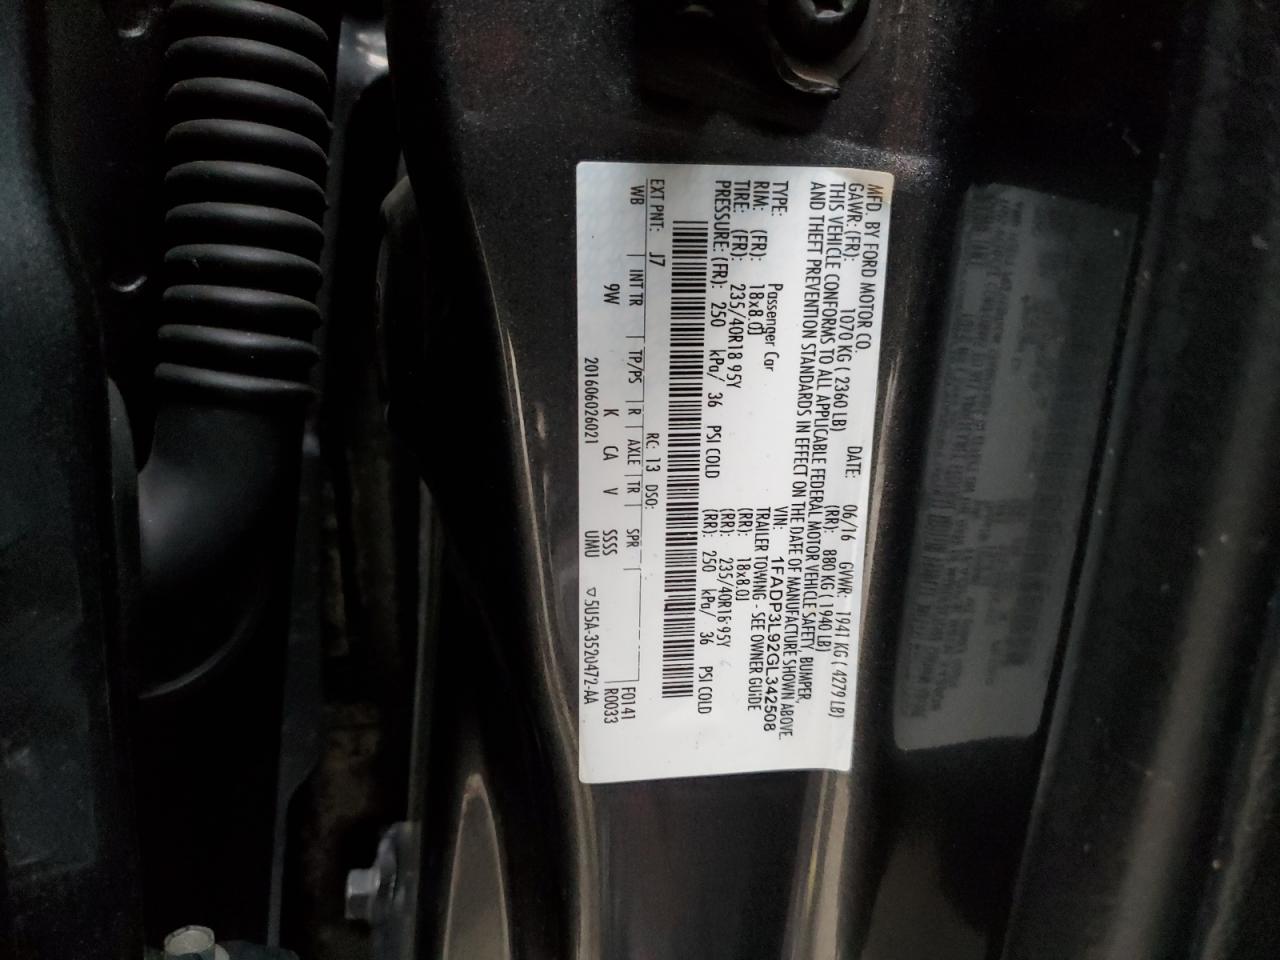 MFD. BY FORD MOTOR CO. DATE: 06/16 GVWR: 1941 KG ( 4279 LB)
GAWR: (FR): 1070 KG ( 2360 LB) (RR): 880 KG ( 1940 LB)
THIS VEHICLE CONFORMS TO ALL APPLICABLE FEDERAL MOTOR VEHICLE SAFETY, BUMPER,
AND THEFT PREVENTION STANDARDS IN EFFECT ON THE DATE OF MANUFACTURE SHOWN ABOVE.
VIN: 1FADP3L92GL342508
TYPE: Passenger Car TRAILER TOWING - SEE OWNER GUIDE
RIM: (FR): 18x8.0J (RR): 18x8.0J
TIRE: (FR): 235/40R18 95Y (RR): 235/40R18 95Y
PRESSURE: (FR): 250 kPa/ 36 PSI COLD (RR): 250 kPa/ 36 PSI COLD
EXT PNT: J7 RC: 13 DSO: F0141
WB INT TR TP/PS R AXLE TR SPR R0033
9W K CA V SSSS
201606026021 UMU ▽5U5A-3520472-AA